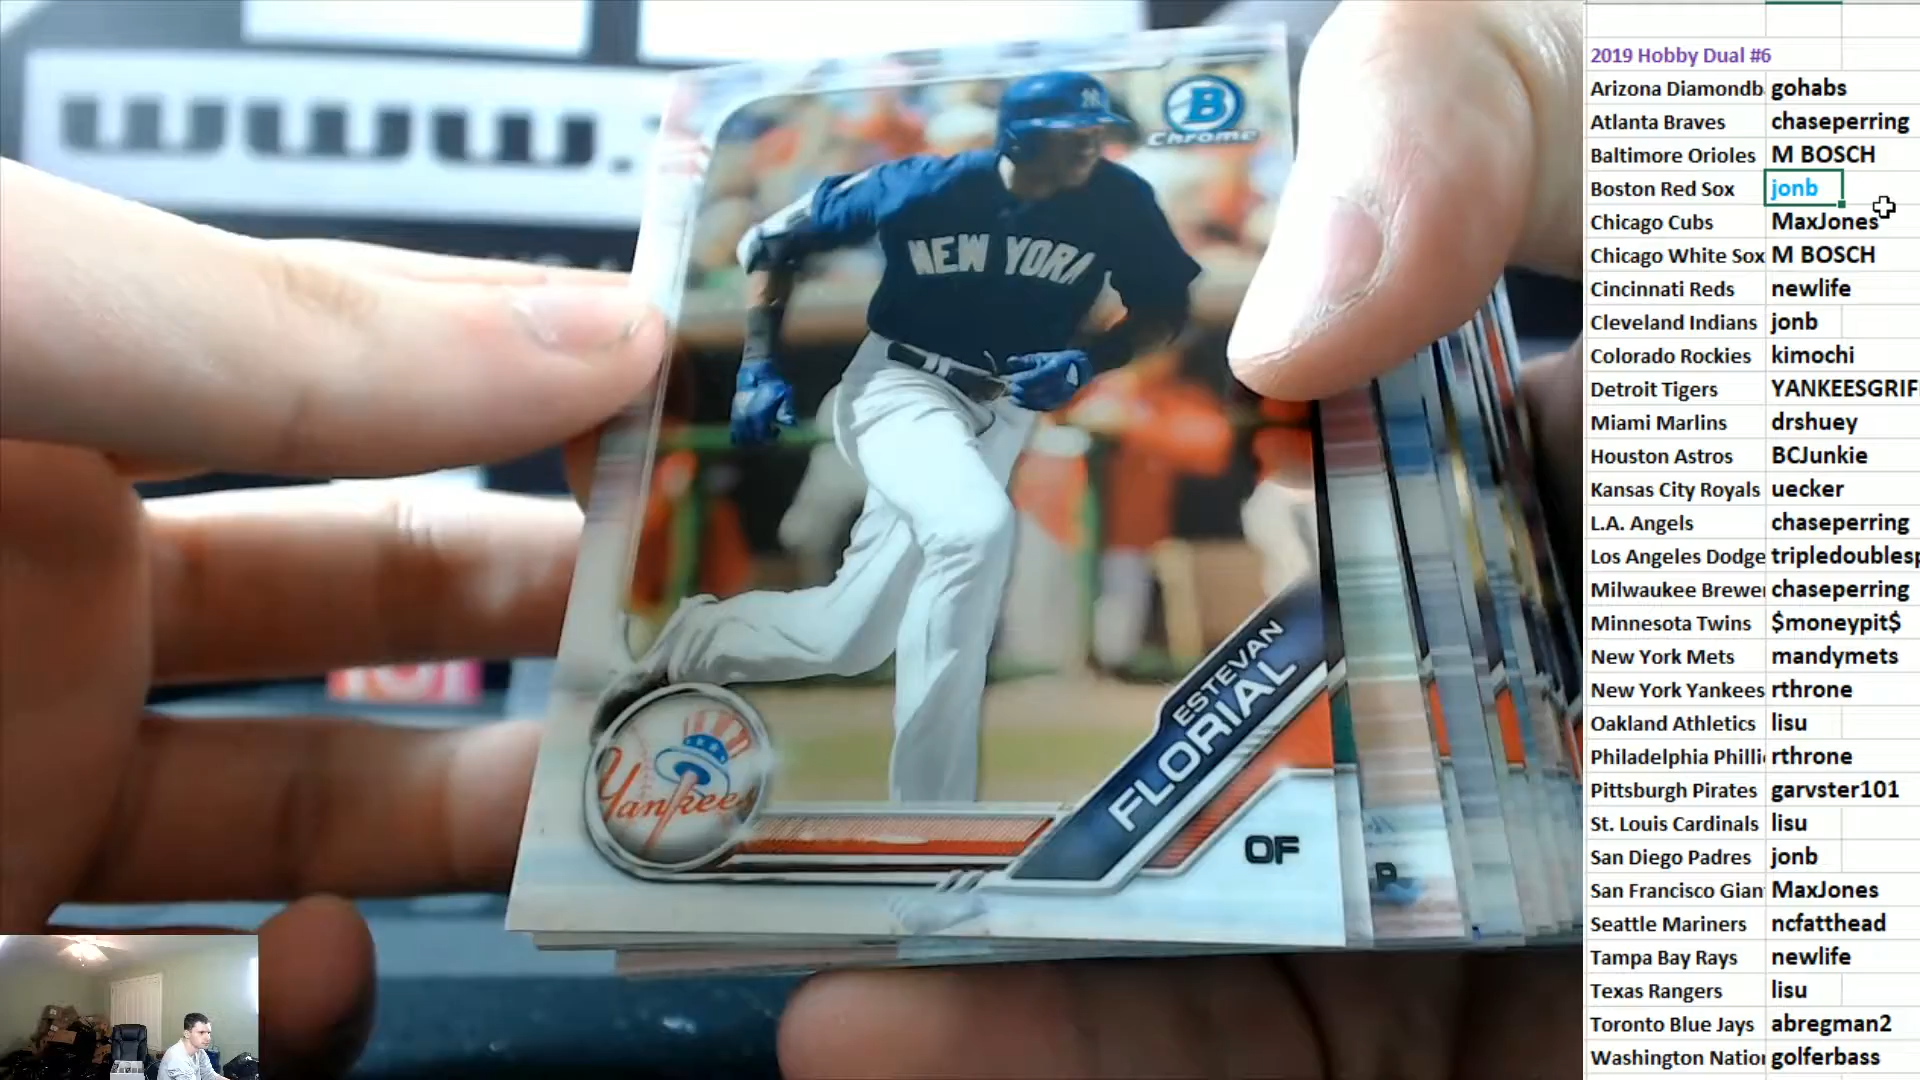 www.
B
Chrome
NEW YORK
ESTEVAN
FLORIAL
Yankees
OF
P
2019 Hobby Dual #6
Arizona Diamondb gohabs
Atlanta Braves chaseperring
Baltimore Orioles M BOSCH
Boston Red Sox jonb
Chicago Cubs MaxJones
Chicago White Sox M BOSCH
Cincinnati Reds newlife
Cleveland Indians jonb
Colorado Rockies kimochi
Detroit Tigers YANKEESGRIF
Miami Marlins drshuey
Houston Astros BCJunkie
Kansas City Royals uecker
L.A. Angels chaseperring
Los Angeles Dodge tripledoublesp
Milwaukee Brewe chaseperring
Minnesota Twins $moneypit$
New York Mets mandymets
New York Yankees rthrone
Oakland Athletics lisu
Philadelphia Philli rthrone
Pittsburgh Pirates garvster101
St. Louis Cardinals lisu
San Diego Padres jonb
San Francisco Gian MaxJones
Seattle Mariners ncfatthead
Tampa Bay Rays newlife
Texas Rangers lisu
Toronto Blue Jays abregman2
Washington Natio golferbass